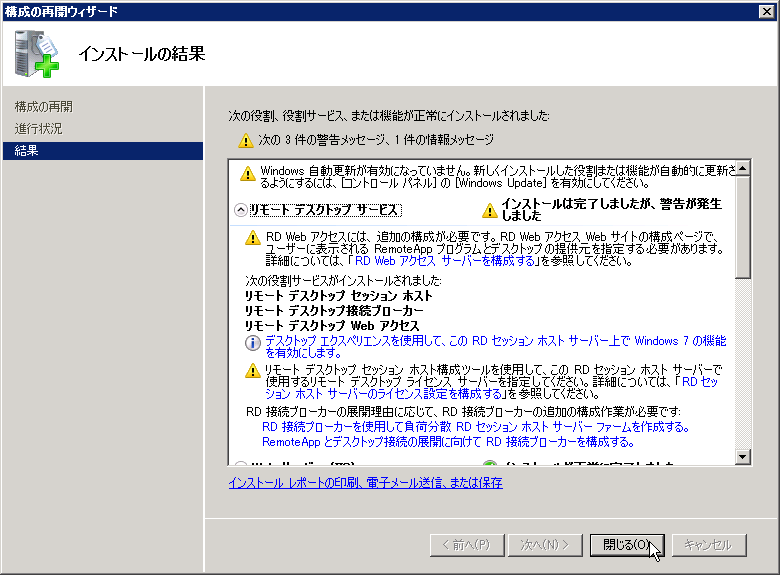 構成の再開ウィザード
インストールの結果
構成の再開
進行状況
結果
次の役割、役割サービス、または機能が正常にインストールされました:
次の 3 件の警告メッセージ、1 件の情報メッセージ
Windows 自動更新が有効になっていません。新しくインストールした役割または機能が自動的に更新さ
るようにするには、[コントロール パネル] の [Windows Update] を有効にしてください。
リモート デスクトップ サービス
インストールは完了しましたが、警告が発生
しました
RD Web アクセスには、追加の構成が必要です。RD Web アクセス Web サイトの構成ページで、
ユーザーに表示される RemoteApp プログラムとデスクトップの提供元を指定する必要があります。
詳細については、「RD Web アクセス サーバーを構成する」を参照してください。
次の役割サービスがインストールされました:
リモート デスクトップ セッション ホスト
リモート デスクトップ接続ブローカー
リモート デスクトップ Web アクセス
デスクトップ エクスペリエンスを使用して、この RD セッション ホスト サーバー上で Windows 7 の機能
を有効にします。
リモート デスクトップ セッション ホスト構成ツールを使用して、この RD セッション ホスト サーバーで
使用するリモート デスクトップ ライセンス サーバーを指定してください。詳細については、「RD セッ
ション ホスト サーバーのライセンス設定を構成する」を参照してください。
RD 接続ブローカーの展開理由に応じて、RD 接続ブローカーの追加の構成作業が必要です:
RD 接続ブローカーを使用して負荷分散 RD セッション ホスト サーバー ファームを作成する。
RemoteApp とデスクトップ接続の展開に向けて RD 接続ブローカーを構成する。
インストール レポートの印刷、電子メール送信、または保存
< 前へ(P)
次へ(N) >
閉じる(O)
キャンセル